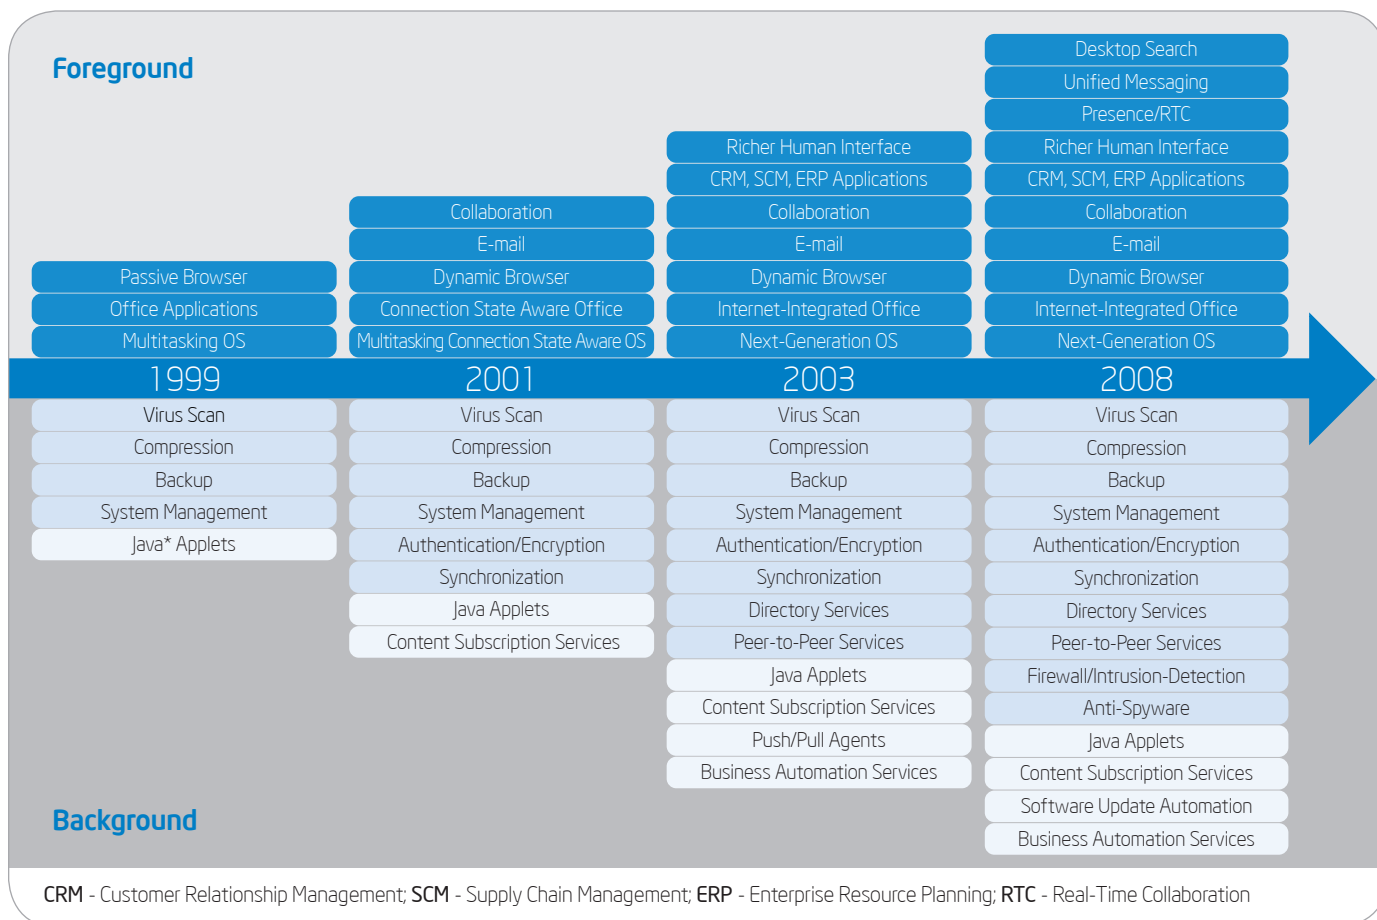 Foreground
Passive Browser
Office Applications
Multitasking OS
Collaboration
E-mail
Dynamic Browser
Connection State Aware Office
Multitasking Connection State Aware OS
Richer Human Interface
CRM, SCM, ERP Applications
Collaboration
E-mail
Dynamic Browser
Internet-Integrated Office
Next-Generation OS
Desktop Search
Unified Messaging
Presence/RTC
Richer Human Interface
CRM, SCM, ERP Applications
Collaboration
E-mail
Dynamic Browser
Internet-Integrated Office
Next-Generation OS
1999
2001
2003
2008
Virus Scan
Compression
Backup
System Management
Java* Applets
Virus Scan
Compression
Backup
System Management
Authentication/Encryption
Synchronization
Java Applets
Content Subscription Services
Virus Scan
Compression
Backup
System Management
Authentication/Encryption
Synchronization
Directory Services
Peer-to-Peer Services
Java Applets
Content Subscription Services
Push/Pull Agents
Business Automation Services
Virus Scan
Compression
Backup
System Management
Authentication/Encryption
Synchronization
Directory Services
Peer-to-Peer Services
Firewall/Intrusion-Detection
Anti-Spyware
Java Applets
Content Subscription Services
Software Update Automation
Business Automation Services
Background
CRM - Customer Relationship Management; SCM - Supply Chain Management; ERP - Enterprise Resource Planning; RTC - Real-Time Collaboration